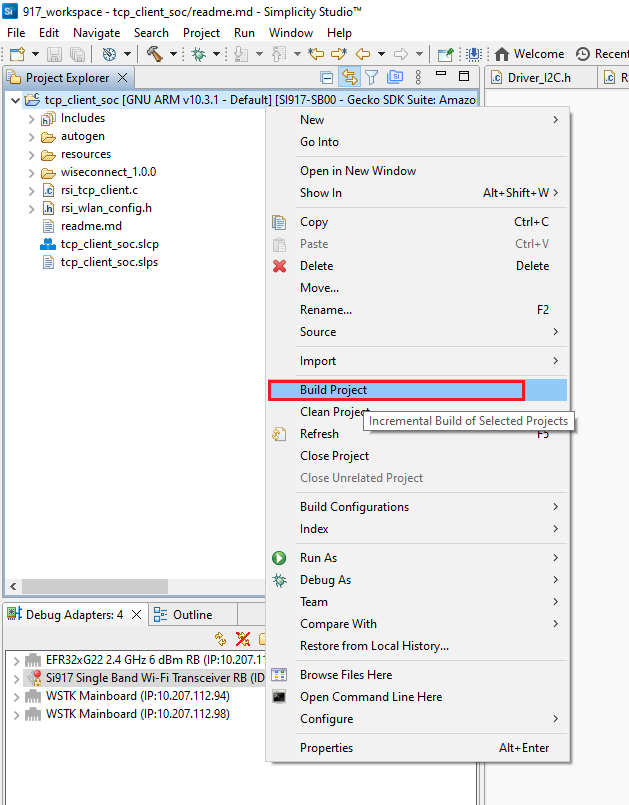 917_workspace - tcp_client_soc/readme.md - Simplicity Studio™
File Edit Navigate Search Project Run Window Help
Welcome Recen
Project Explorer
Driver_I2C.h
tcp_client_soc [GNU ARM v10.3.1 - Default] [SI917-SB00 - Gecko SDK Suite: Amazo
Includes
autogen
resources
wiseconnect_1.0.0
rsi_tcp_client.c
rsi_wlan_config.h
readme.md
tcp_client_soc.slcp
tcp_client_soc.slps
New
Go Into
Open in New Window
Show In Alt+Shift+W
Copy Ctrl+C
Paste Ctrl+V
Delete Delete
Move...
Rename... F2
Source
Import
Build Project
Clean Project
Incremental Build of Selected Projects
Refresh F5
Close Project
Close Unrelated Project
Build Configurations
Index
Run As
Debug As
Team
Compare With
Restore from Local History...
Browse Files Here
Open Command Line Here
Configure
Properties Alt+Enter
Debug Adapters: 4
Outline
EFR32xG22 2.4 GHz 6 dBm RB (IP:10.207.11
Si917 Single Band Wi-Fi Transceiver RB (ID
WSTK Mainboard (IP:10.207.112.94)
WSTK Mainboard (IP:10.207.112.98)